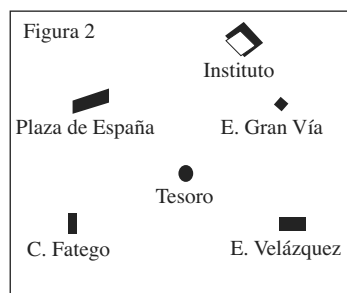 Figura 2
Instituto
Plaza de España
E. Gran Vía
Tesoro
C. Fatego
E. Velázquez